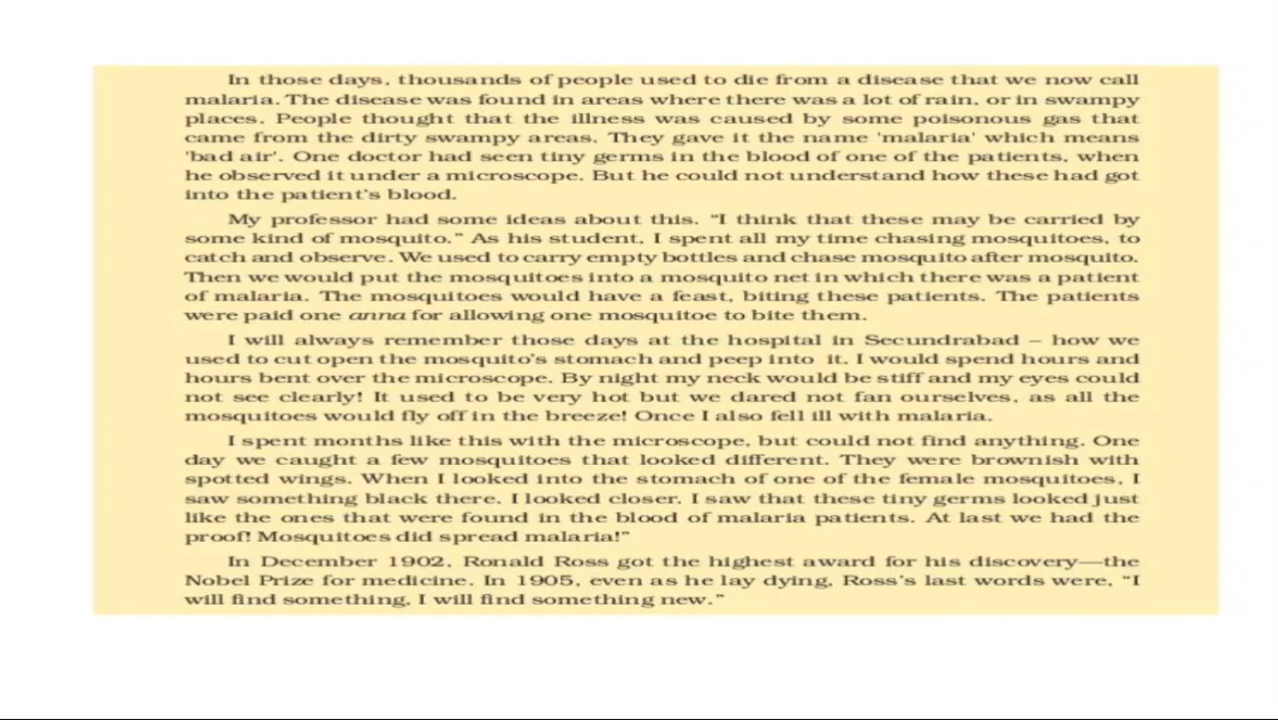 In those days, thousands of people used to die from a disease that we now call
malaria. The disease was found in areas where there was a lot of rain, or in swampy
places. People thought that the illness was caused by some poisonous gas that
came from the dirty swampy areas. They gave it the name 'malaria' which means
'bad air'. One doctor had seen tiny germs in the blood of one of the patients, when
he observed it under a microscope. But he could not understand how these had got
into the patient's blood.
My professor had some ideas about this. “I think that these may be carried by
some kind of mosquito.” As his student, I spent all my time chasing mosquitoes, to
catch and observe. We used to carry empty bottles and chase mosquito after mosquito.
Then we would put the mosquitoes into a mosquito net in which there was a patient
of malaria. The mosquitoes would have a feast, biting these patients. The patients
were paid one anna for allowing one mosquitoe to bite them.
I will always remember those days at the hospital in Secundrabad – how we
used to cut open the mosquito's stomach and peep into it. I would spend hours and
hours bent over the microscope. By night my neck would be stiff and my eyes could
not see clearly! It used to be very hot but we dared not fan ourselves, as all the
mosquitoes would fly off in the breeze! Once I also fell ill with malaria.
I spent months like this with the microscope, but could not find anything. One
day we caught a few mosquitoes that looked different. They were brownish with
spotted wings. When I looked into the stomach of one of the female mosquitoes, I
saw something black there. I looked closer. I saw that these tiny germs looked just
like the ones that were found in the blood of malaria patients. At last we had the
proof! Mosquitoes did spread malaria!”
In December 1902, Ronald Ross got the highest award for his discovery—the
Nobel Prize for medicine. In 1905, even as he lay dying, Ross's last words were, “I
will find something, I will find something new.”